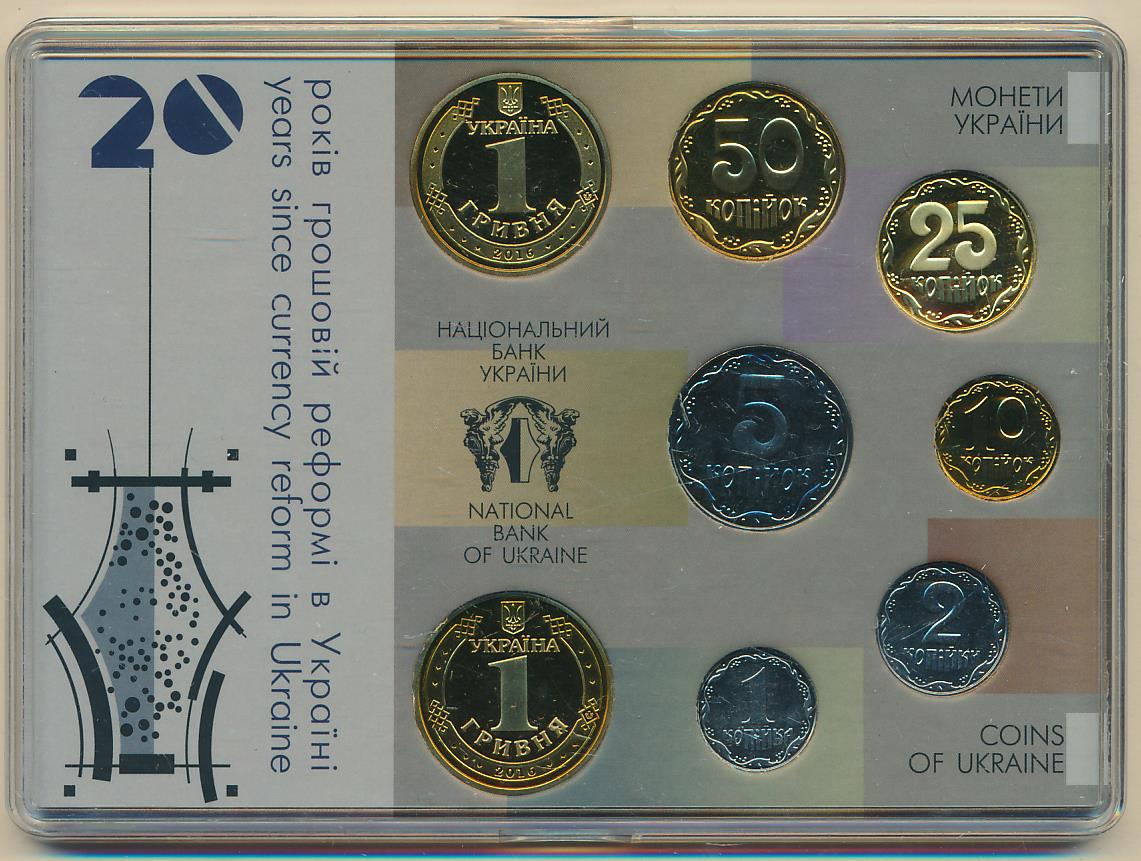 20
років грошовій реформі в Україні
years since currency reform in Ukraine
УКРАЇНА
1
ГРИВНЯ
2016
50
КОПІЙОК
МОНЕТИ
УКРАЇНИ
25
КОПІЙОК
НАЦІОНАЛЬНИЙ
БАНК
УКРАЇНИ
NATIONAL
BANK
OF UKRAINE
5
КОПІЙОК
10
КОПІЙОК
2
КОПІЙКИ
УКРАЇНА
1
ГРИВНЯ
2016
1
КОПІЙКА
COINS
OF UKRAINE